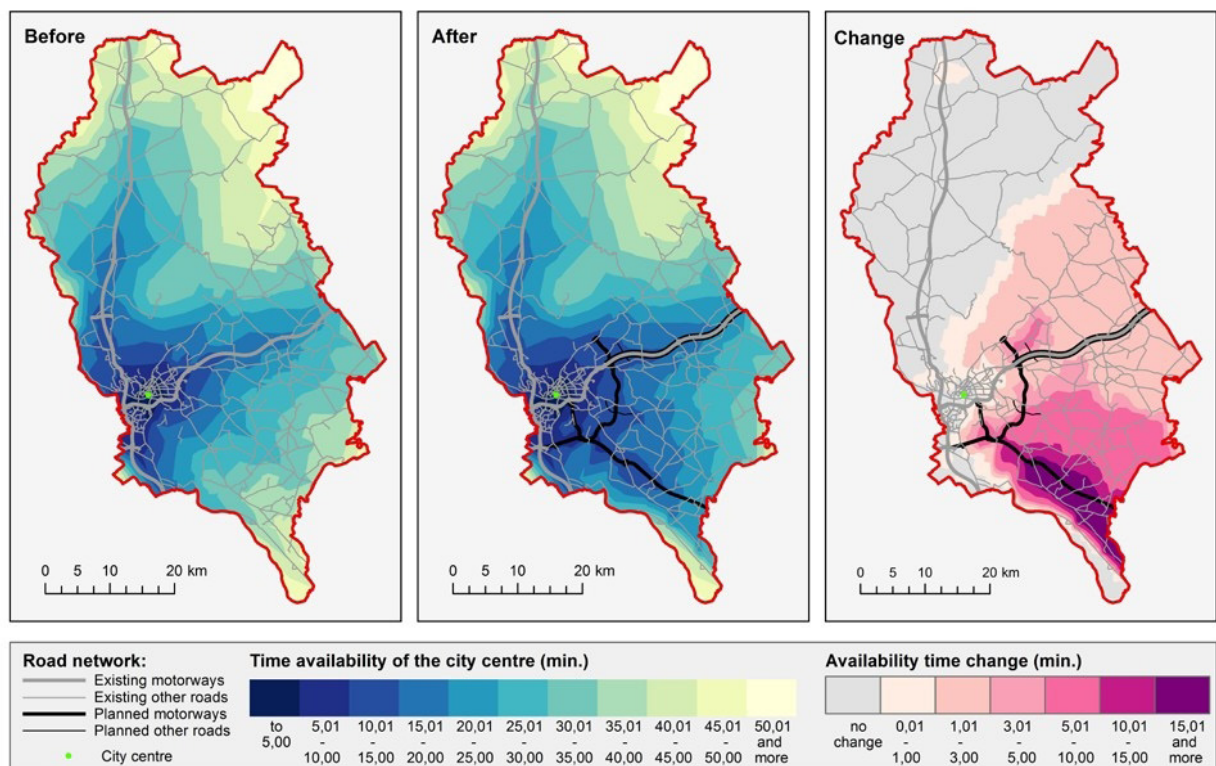 Before
After
Change
0 5 10 20 km
0 5 10 20 km
0 5 10 20 km
Road network:
Existing motorways
Existing other roads
Planned motorways
Planned other roads
City centre
Time availability of the city centre (min.)
to 5,00
5,01 - 10,00
10,01 - 15,00
15,01 - 20,00
20,01 - 25,00
25,01 - 30,00
30,01 - 35,00
35,01 - 40,00
40,01 - 45,00
45,01 - 50,00
50,01 and more
Availability time change (min.)
no change
0,01 - 1,00
1,01 - 3,00
3,01 - 5,00
5,01 - 10,00
10,01 - 15,00
15,01 and more